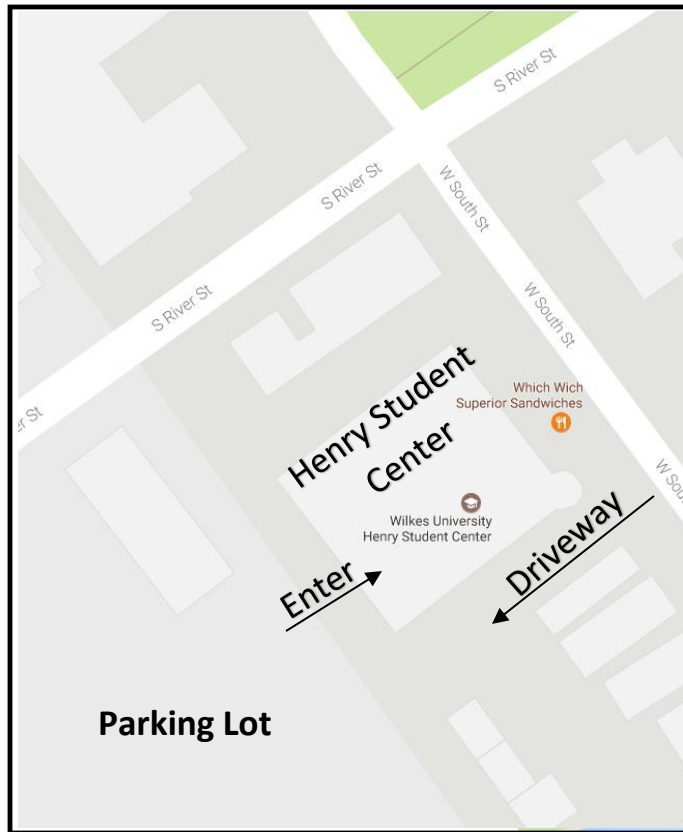 S River St
S River St
W South St
S River St
W South St
er St
Which Wich
Superior Sandwiches
Henry Student
Center
W Sou
Wilkes University
Henry Student Center
Driveway
Enter
Parking Lot